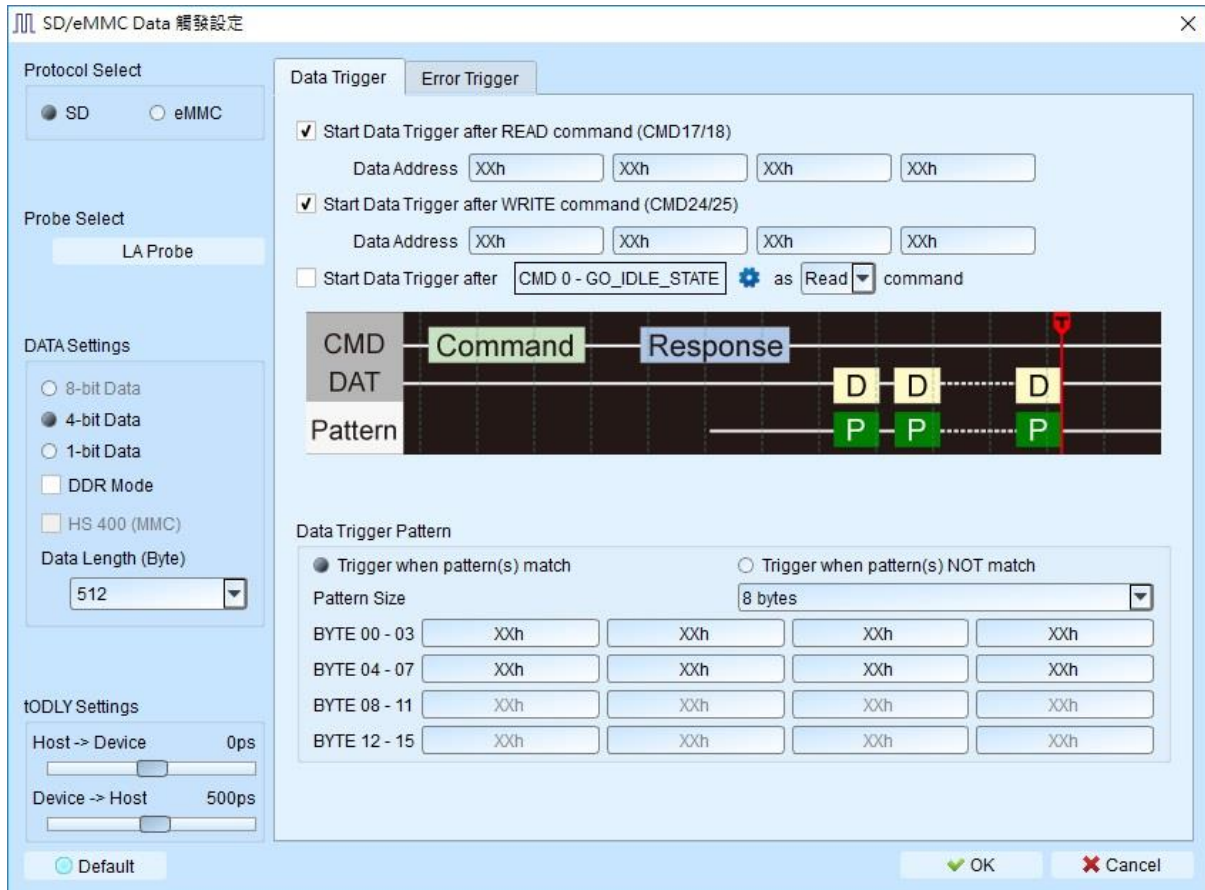 SD/eMMC Data 觸發設定
Protocol Select
SD eMMC
Probe Select
LA Probe
DATA Settings
8-bit Data
4-bit Data
1-bit Data
DDR Mode
HS 400 (MMC)
Data Length (Byte)
512
tODLY Settings
Host -> Device 0ps
Device -> Host 500ps
Default
Data Trigger Error Trigger
Start Data Trigger after READ command (CMD17/18)
Data Address XXh XXh XXh XXh
Start Data Trigger after WRITE command (CMD24/25)
Data Address XXh XXh XXh XXh
Start Data Trigger after CMD 0 - GO_IDLE_STATE as Read command
T
CMD Command Response
DAT D D D
Pattern P P P
Data Trigger Pattern
Trigger when pattern(s) match Trigger when pattern(s) NOT match
Pattern Size 8 bytes
BYTE 00 - 03 XXh XXh XXh XXh
BYTE 04 - 07 XXh XXh XXh XXh
BYTE 08 - 11 XXh XXh XXh XXh
BYTE 12 - 15 XXh XXh XXh XXh
OK Cancel